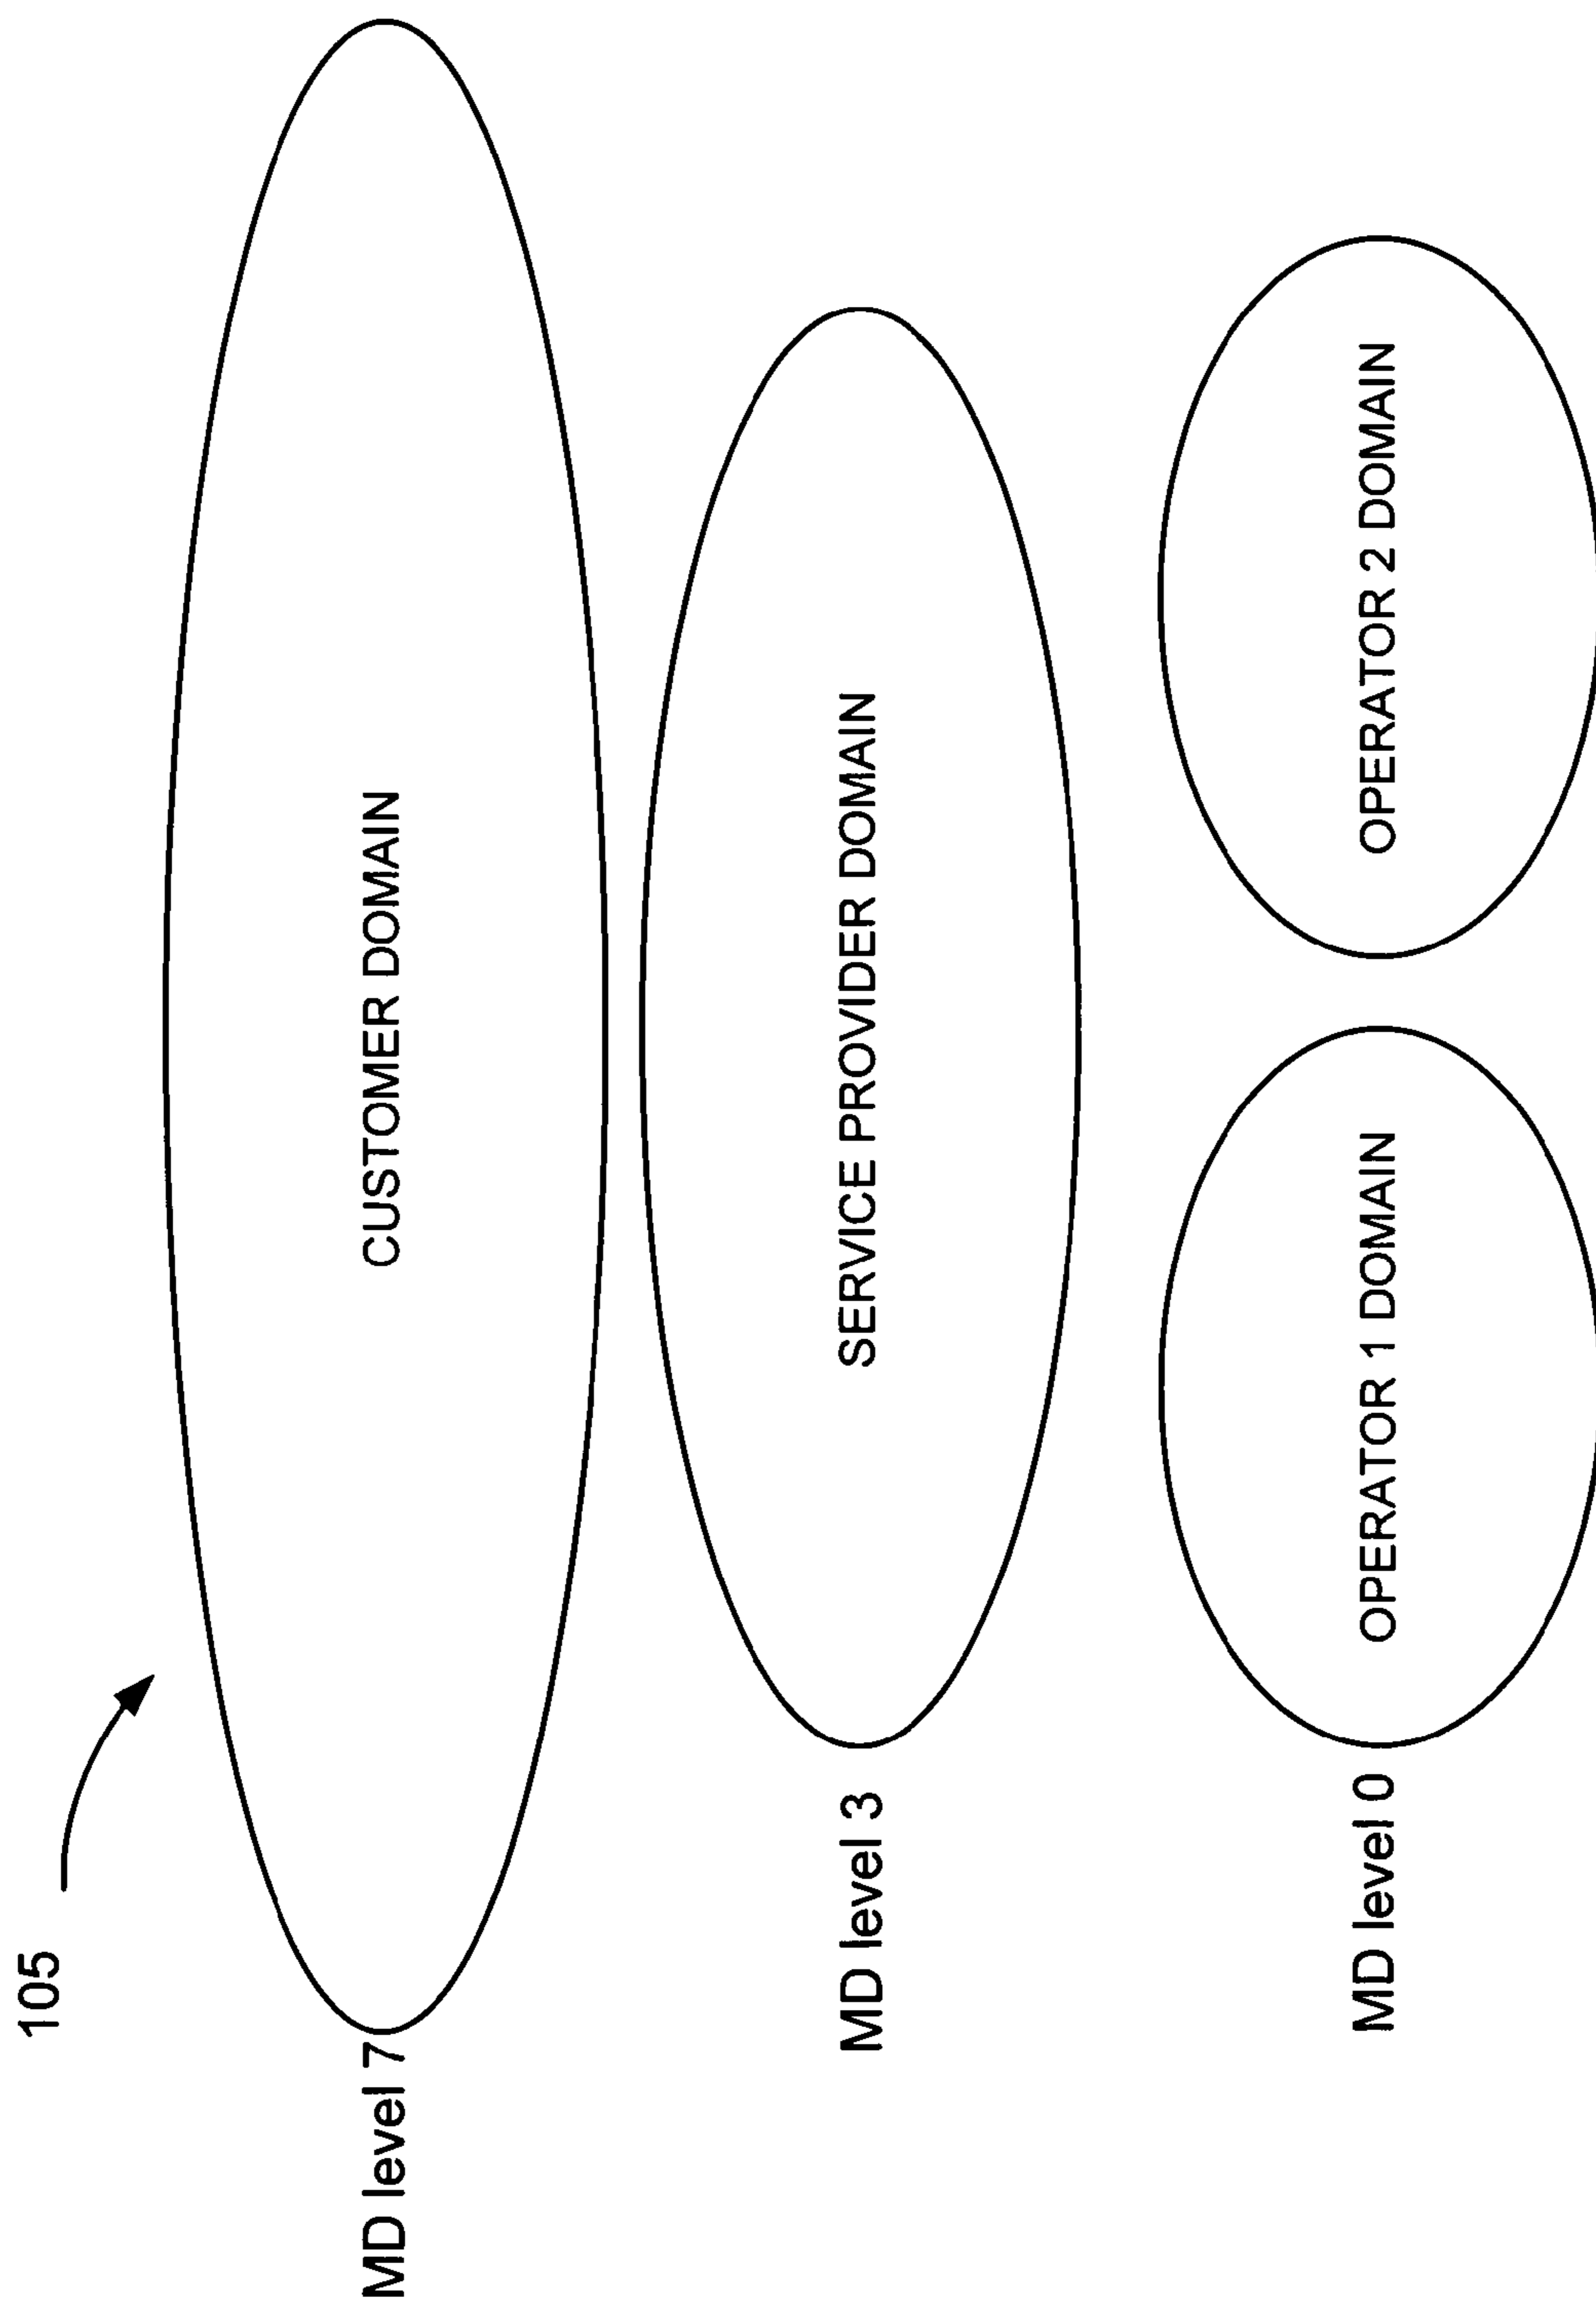 105
MD level 7
CUSTOMER DOMAIN
MD level 3
SERVICE PROVIDER DOMAIN
MD level 0
OPERATOR 1 DOMAIN
OPERATOR 2 DOMAIN